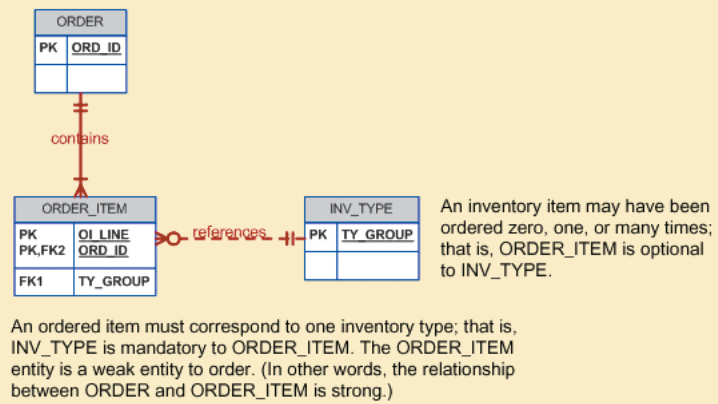 ORDER
PK ORD_ID
contains
ORDER_ITEM
PK OI_LINE
PK,FK2 ORD_ID
FK1 TY_GROUP
references
INV_TYPE
PK TY_GROUP
An inventory item may have been
ordered zero, one, or many times;
that is, ORDER_ITEM is optional
to INV_TYPE.
An ordered item must correspond to one inventory type; that is,
INV_TYPE is mandatory to ORDER_ITEM. The ORDER_ITEM
entity is a weak entity to order. (In other words, the relationship
between ORDER and ORDER_ITEM is strong.)